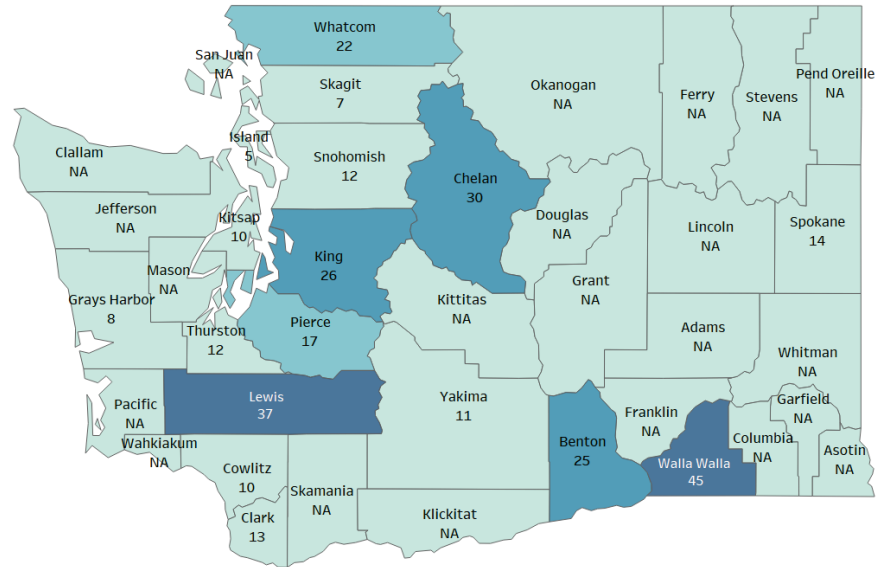 Whatcom
22
San Juan
NA
Skagit
7
Okanogan
NA
Ferry
NA
Stevens
NA
Pend Oreille
NA
Island
5
Clallam
NA
Snohomish
12
Chelan
30
Jefferson
NA
Kitsap
10
Douglas
NA
Lincoln
NA
Spokane
14
King
26
Mason
NA
Grays Harbor
8
Kittitas
NA
Grant
NA
Thurston
12
Pierce
17
Adams
NA
Whitman
NA
Pacific
NA
Lewis
37
Yakima
11
Franklin
NA
Garfield
NA
Wahkiakum
NA
Benton
25
Walla Walla
45
Columbia
NA
Asotin
NA
Cowlitz
10
Skamania
NA
Clark
13
Klickitat
NA